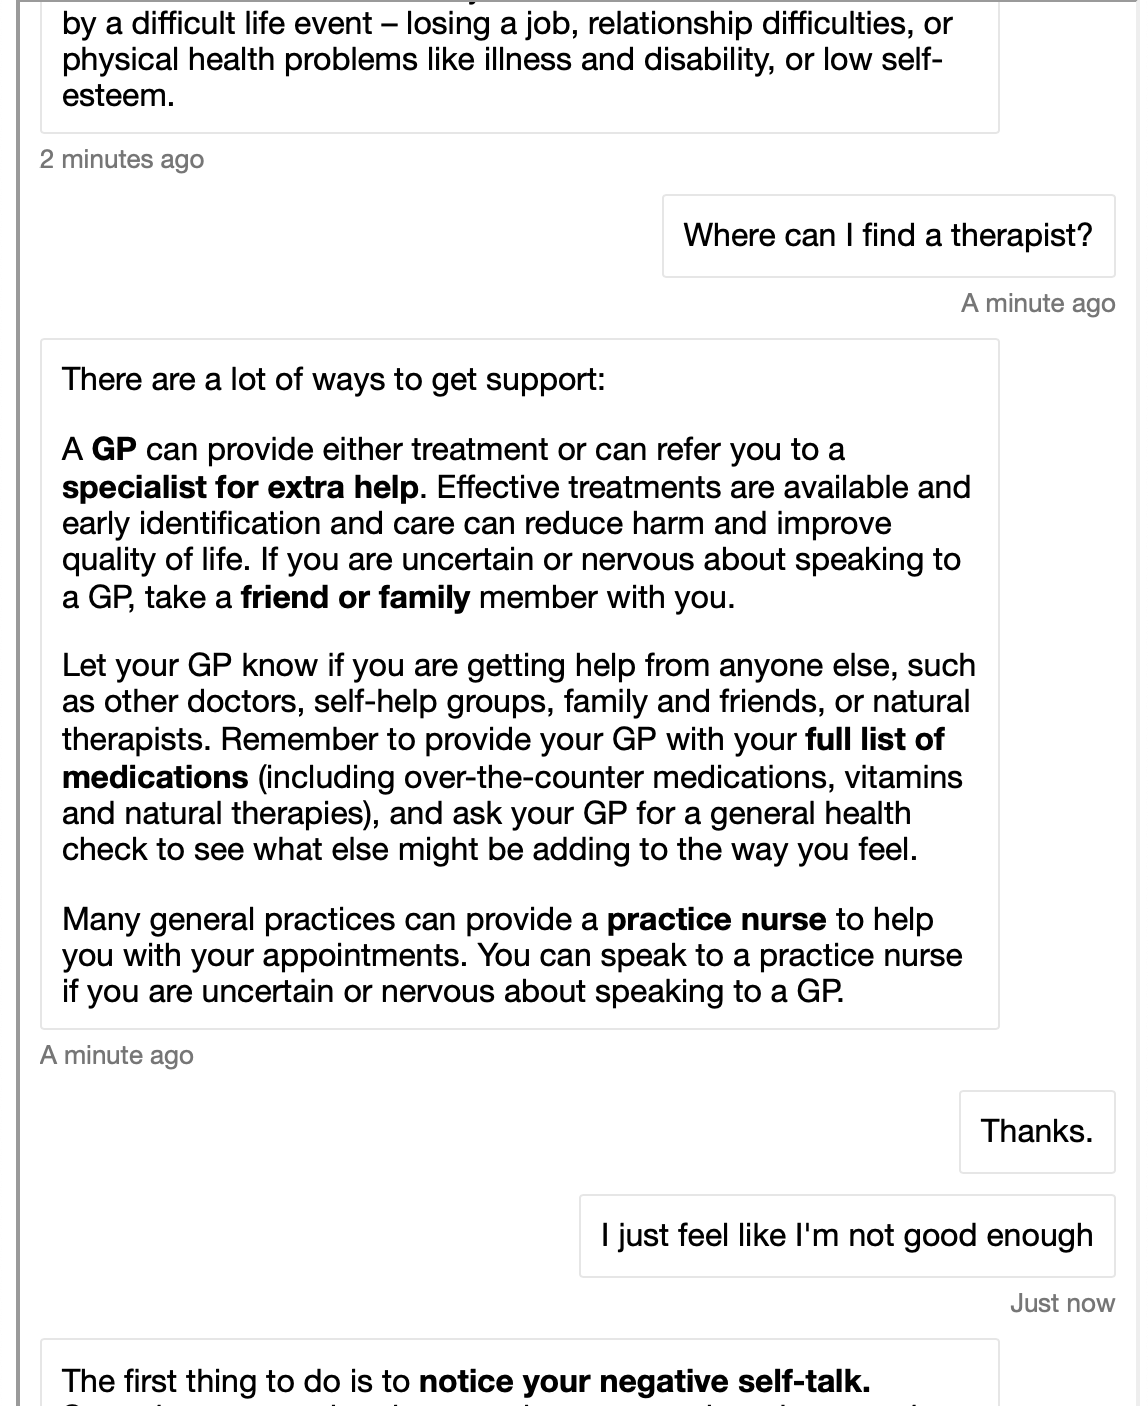 by a difficult life event – losing a job, relationship difficulties, or
physical health problems like illness and disability, or low self-
esteem.
2 minutes ago
Where can I find a therapist?
A minute ago
There are a lot of ways to get support:
A GP can provide either treatment or can refer you to a
specialist for extra help. Effective treatments are available and
early identification and care can reduce harm and improve
quality of life. If you are uncertain or nervous about speaking to
a GP, take a friend or family member with you.
Let your GP know if you are getting help from anyone else, such
as other doctors, self-help groups, family and friends, or natural
therapists. Remember to provide your GP with your full list of
medications (including over-the-counter medications, vitamins
and natural therapies), and ask your GP for a general health
check to see what else might be adding to the way you feel.
Many general practices can provide a practice nurse to help
you with your appointments. You can speak to a practice nurse
if you are uncertain or nervous about speaking to a GP.
A minute ago
Thanks.
I just feel like I'm not good enough
Just now
The first thing to do is to notice your negative self-talk.